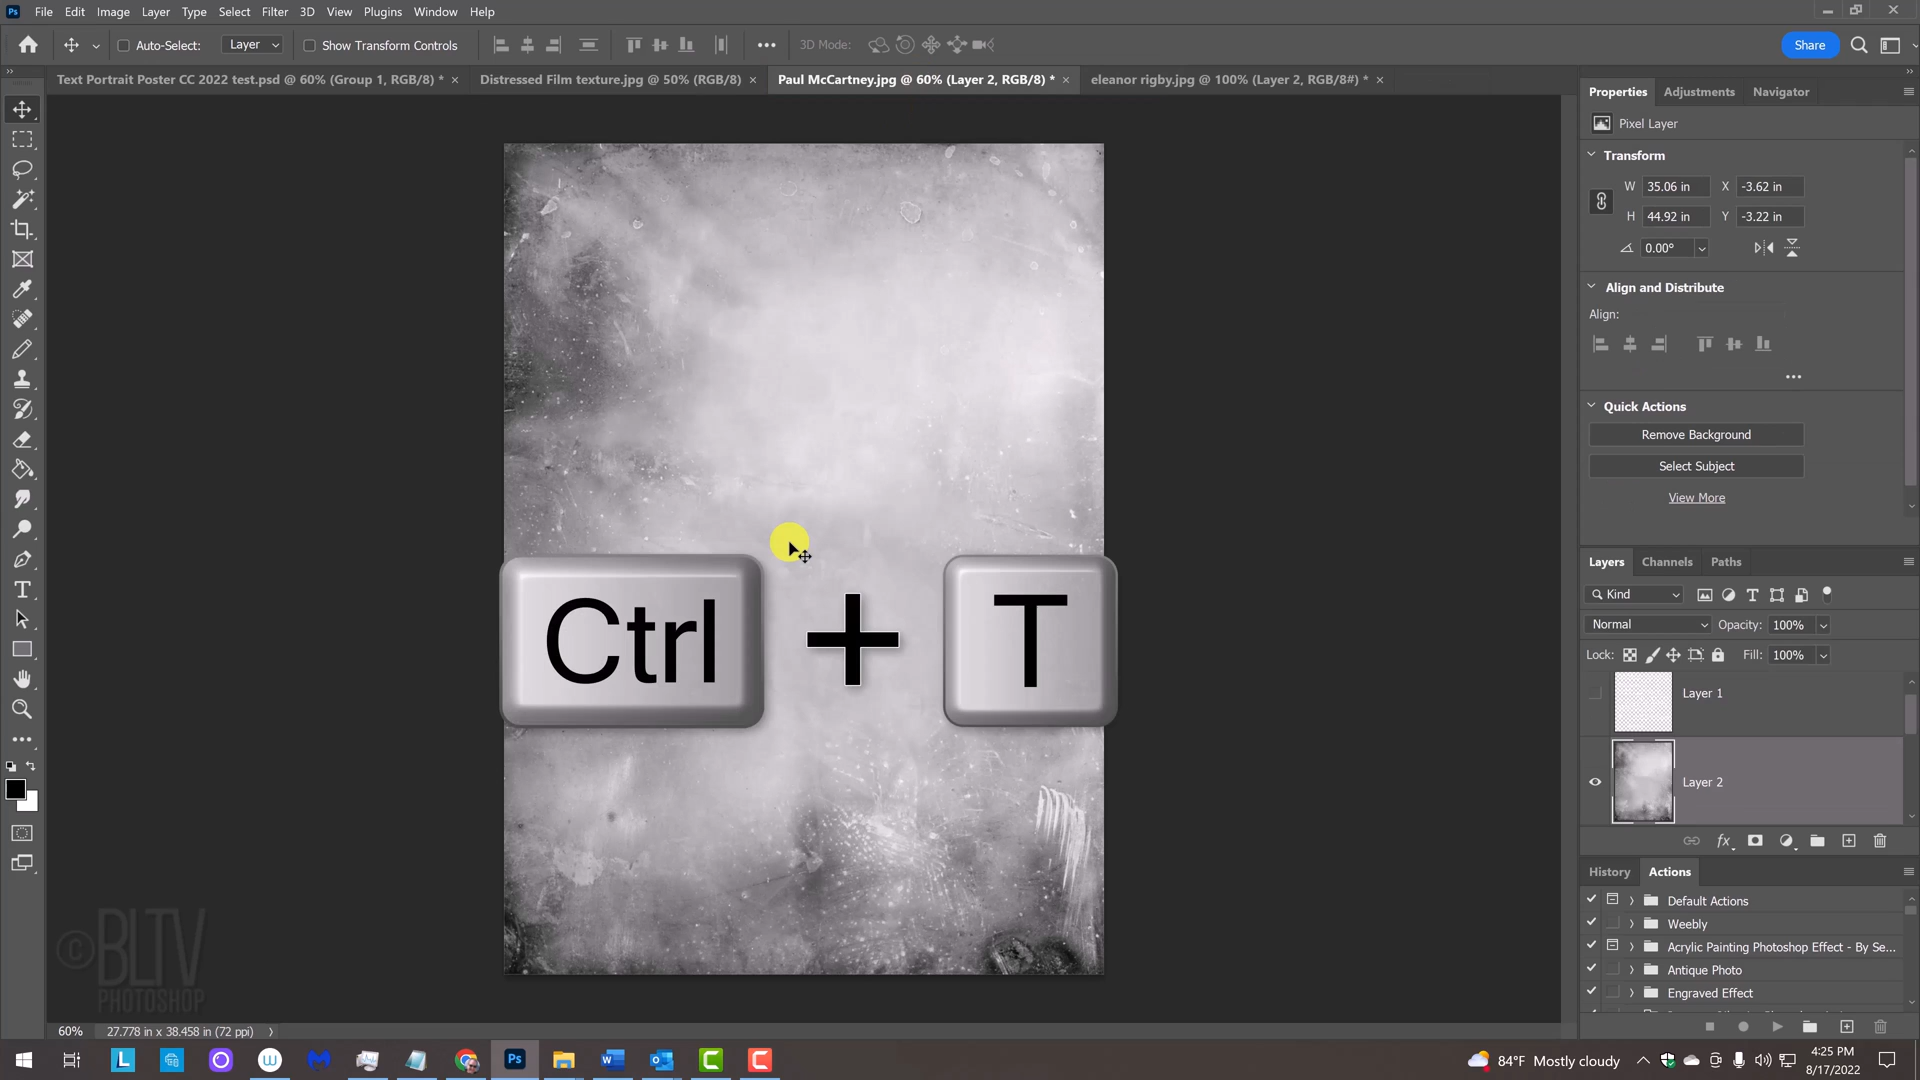 Ps File Edit Image Layer Type Select Filter 3D View Plugins Window Help
Auto-Select: Layer Show Transform Controls 3D Mode: Share
Text Portrait Poster CC 2022 test.psd @ 60% (Group 1, RGB/8) *
Distressed Film texture.jpg @ 50% (RGB/8)
Paul McCartney.jpg @ 60% (Layer 2, RGB/8) *
eleanor rigby.jpg @ 100% (Layer 2, RGB/8#) *
Properties Adjustments Navigator
Pixel Layer
Transform
W 35.06 in X -3.62 in
H 44.92 in Y -3.22 in
0.00°
Align and Distribute
Align:
Quick Actions
Remove Background
Select Subject
View More
Ctrl + T
Layers Channels Paths
Kind
Normal Opacity: 100%
Lock: Fill: 100%
Layer 1
Layer 2
fx
History Actions
Default Actions
Weebly
Acrylic Painting Photoshop Effect - By Se...
Antique Photo
Engraved Effect
© BLTV
PHOTOSHOP
60% 27.778 in x 38.458 in (72 ppi)
84°F Mostly cloudy
4:25 PM
8/17/2022